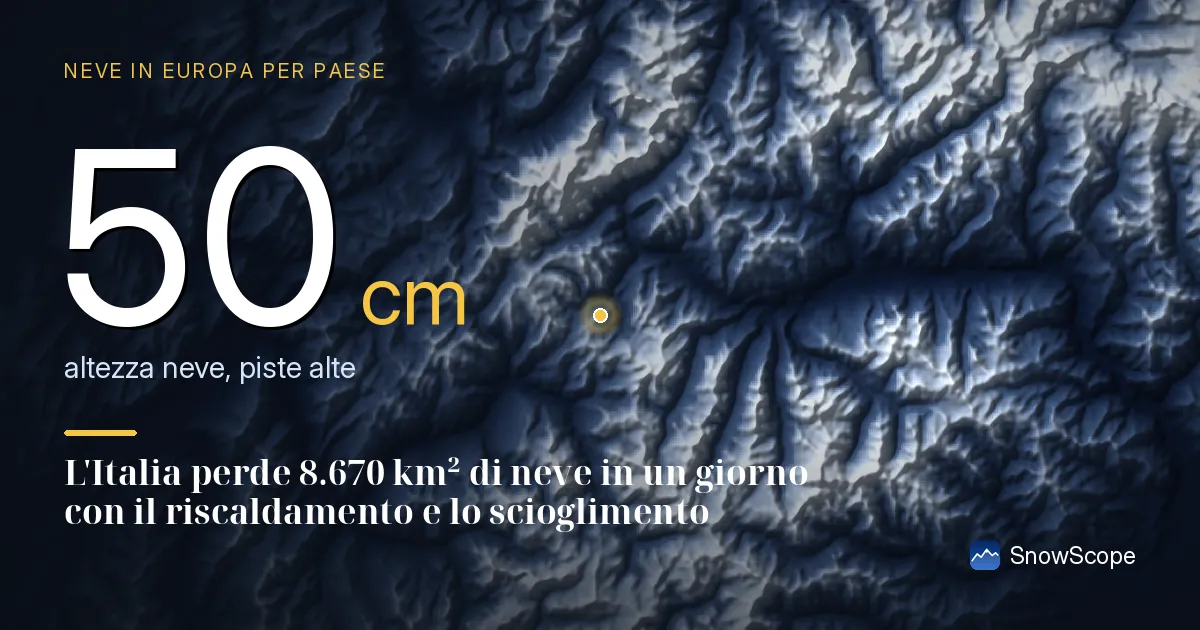 NEVE IN EUROPA PER PAESE
50 cm
altezza neve, piste alte
L'Italia perde 8.670 km² di neve in un giorno
con il riscaldamento e lo scioglimento
SnowScope